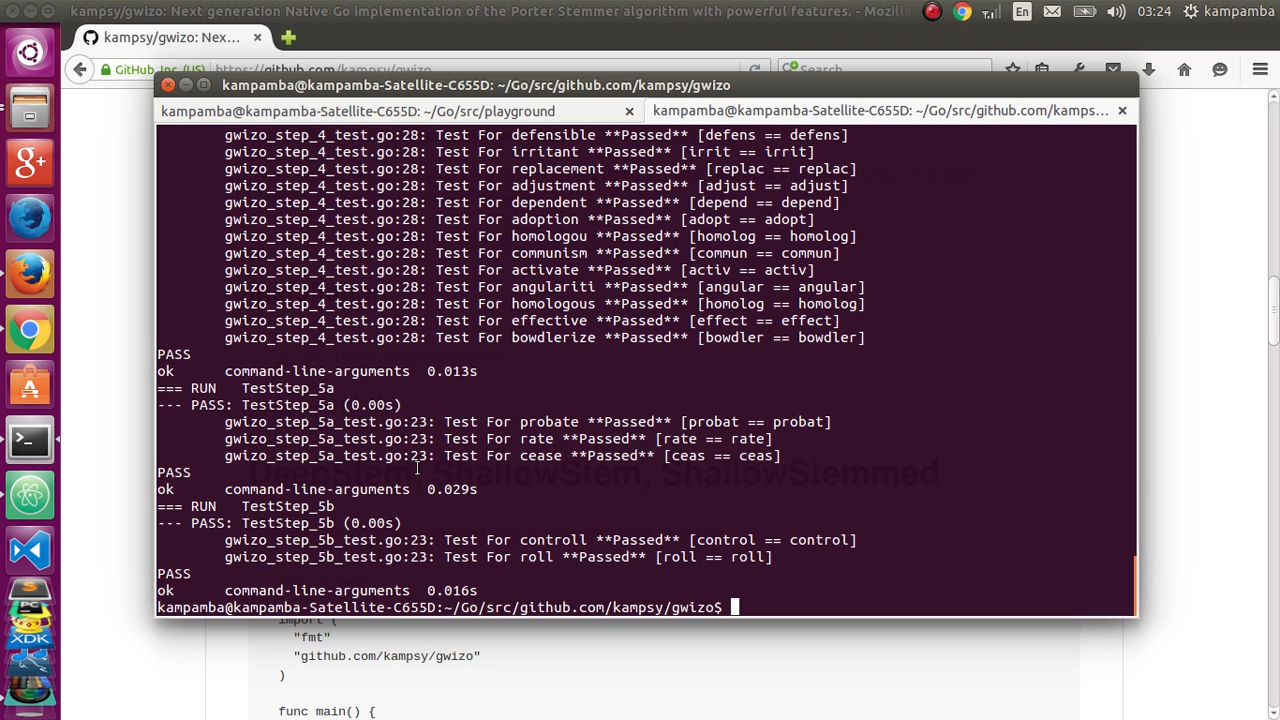 kampsy/gwizo: Next generation Native Go implementation of the Porter Stemmer algorithm with powerful features. - Mozilla
En
03:24
kampamba
kampsy/gwizo: Nex…
GitHub, Inc. (US)
https://github.com/kampsy/gwizo
Search
kampamba@kampamba-Satellite-C655D: ~/Go/src/github.com/kampsy/gwizo
kampamba@kampamba-Satellite-C655D: ~/Go/src/playground
kampamba@kampamba-Satellite-C655D: ~/Go/src/github.com/kamps…
gwizo_step_4_test.go:28: Test For defensible **Passed** [defens == defens]
gwizo_step_4_test.go:28: Test For irritant **Passed** [irrit == irrit]
gwizo_step_4_test.go:28: Test For replacement **Passed** [replac == replac]
gwizo_step_4_test.go:28: Test For adjustment **Passed** [adjust == adjust]
gwizo_step_4_test.go:28: Test For dependent **Passed** [depend == depend]
gwizo_step_4_test.go:28: Test For adoption **Passed** [adopt == adopt]
gwizo_step_4_test.go:28: Test For homologou **Passed** [homolog == homolog]
gwizo_step_4_test.go:28: Test For communism **Passed** [commun == commun]
gwizo_step_4_test.go:28: Test For activate **Passed** [activ == activ]
gwizo_step_4_test.go:28: Test For angulariti **Passed** [angular == angular]
gwizo_step_4_test.go:28: Test For homologous **Passed** [homolog == homolog]
gwizo_step_4_test.go:28: Test For effective **Passed** [effect == effect]
gwizo_step_4_test.go:28: Test For bowdlerize **Passed** [bowdler == bowdler]
PASS
ok command-line-arguments 0.013s
=== RUN TestStep_5a
--- PASS: TestStep_5a (0.00s)
gwizo_step_5a_test.go:23: Test For probate **Passed** [probat == probat]
gwizo_step_5a_test.go:23: Test For rate **Passed** [rate == rate]
gwizo_step_5a_test.go:23: Test For cease **Passed** [ceas == ceas]
PASS
DeepStem, ShallowStem, ShallowStemmed
ok command-line-arguments 0.029s
=== RUN TestStep_5b
--- PASS: TestStep_5b (0.00s)
gwizo_step_5b_test.go:23: Test For controll **Passed** [control == control]
gwizo_step_5b_test.go:23: Test For roll **Passed** [roll == roll]
PASS
ok command-line-arguments 0.016s
kampamba@kampamba-Satellite-C655D:~/Go/src/github.com/kampsy/gwizo$
import (
"fmt"
"github.com/kampsy/gwizo"
)
func main() {
PC
XDK